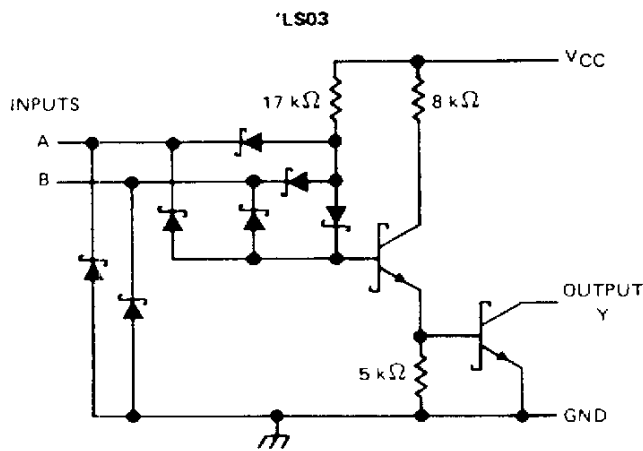 'LS03
VCC
17 kΩ
8 kΩ
INPUTS
A
B
OUTPUT
Y
5 kΩ
GND